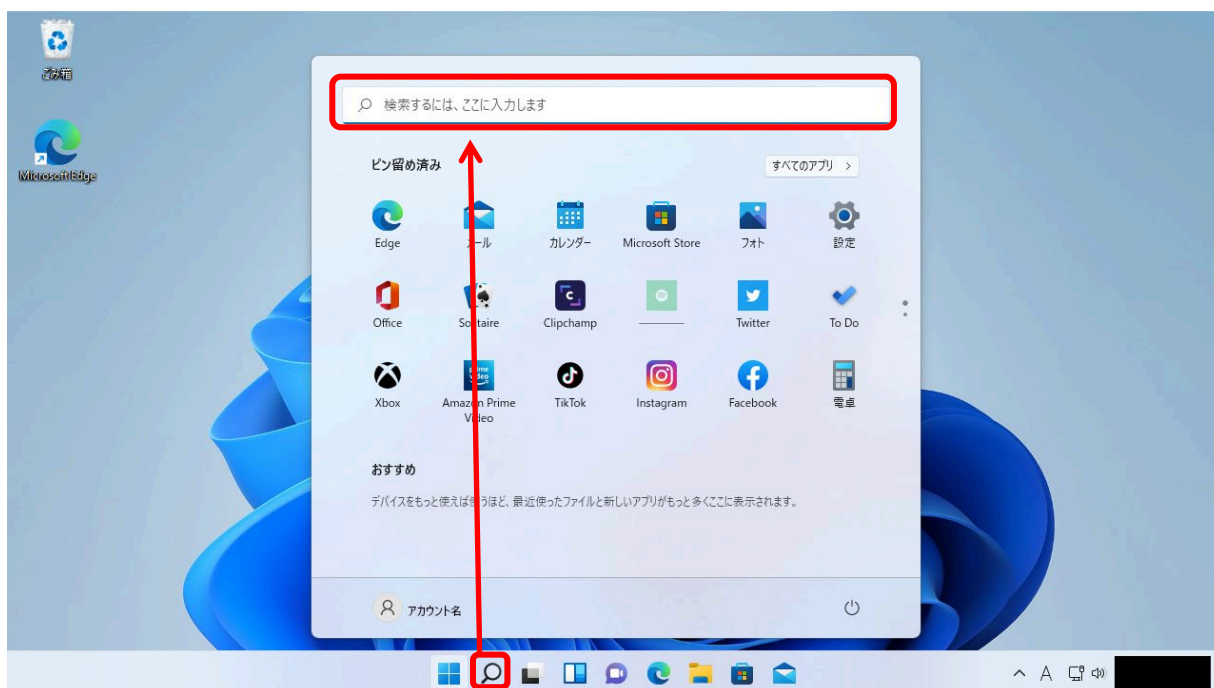 ごみ箱
Microsoft Edge
検索するには、ここに入力します
ピン留め済み
すべてのアプリ >
Edge
メール
カレンダー
Microsoft Store
フォト
設定
Office
Solitaire
Clipchamp
Twitter
To Do
Xbox
prime video
Amazon Prime
Video
TikTok
Instagram
Facebook
電卓
おすすめ
デバイスをもっと使えば使うほど、最近使ったファイルと新しいアプリがもっと多くここに表示されます。
アカウント名
A